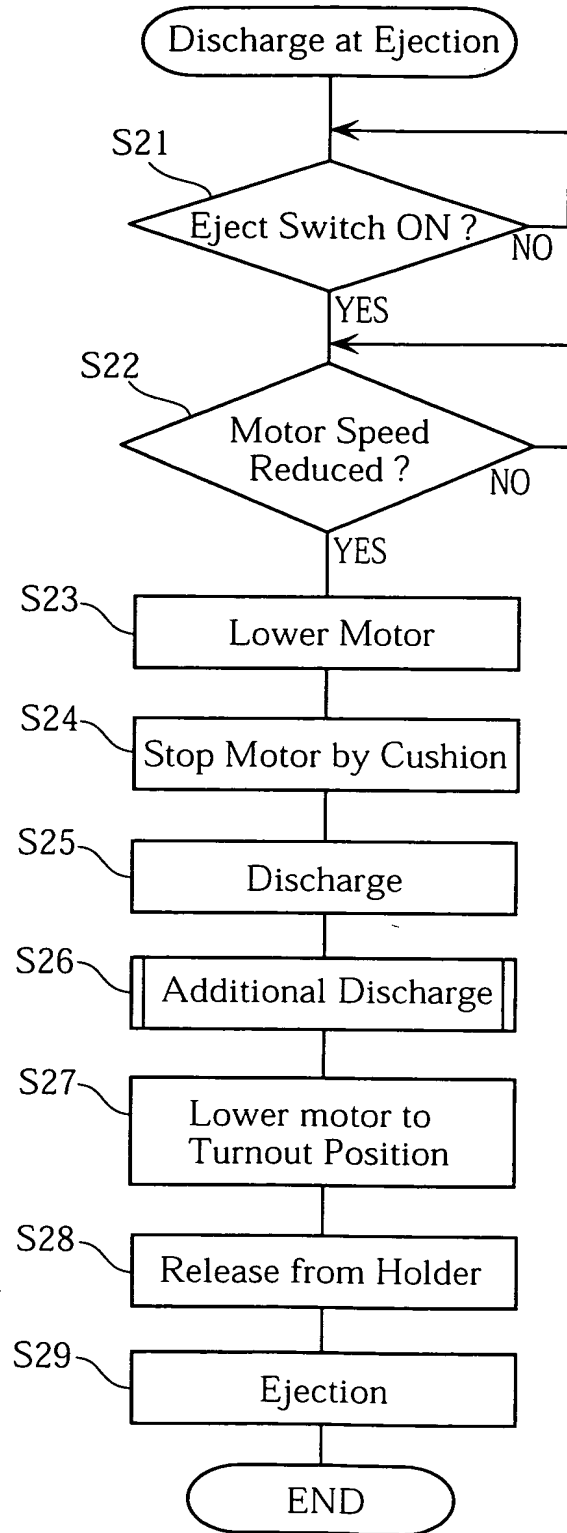 Discharge at Ejection
S21
Eject Switch ON ?
NO
YES
S22
Motor Speed
Reduced ?
NO
YES
S23
Lower Motor
S24
Stop Motor by Cushion
S25
Discharge
S26
Additional Discharge
S27
Lower motor to
Turnout Position
S28
Release from Holder
S29
Ejection
END